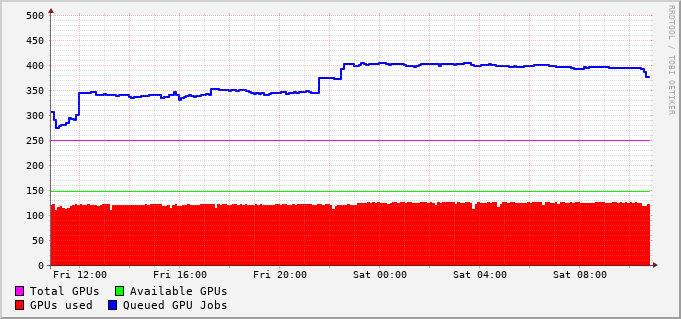 500
450
400
350
300
250
200
150
100
50
0
Fri 12:00 Fri 16:00 Fri 20:00 Sat 00:00 Sat 04:00 Sat 08:00
Total GPUs Available GPUs
GPUs used Queued GPU Jobs
RRDTOOL / TOBI OETIKER